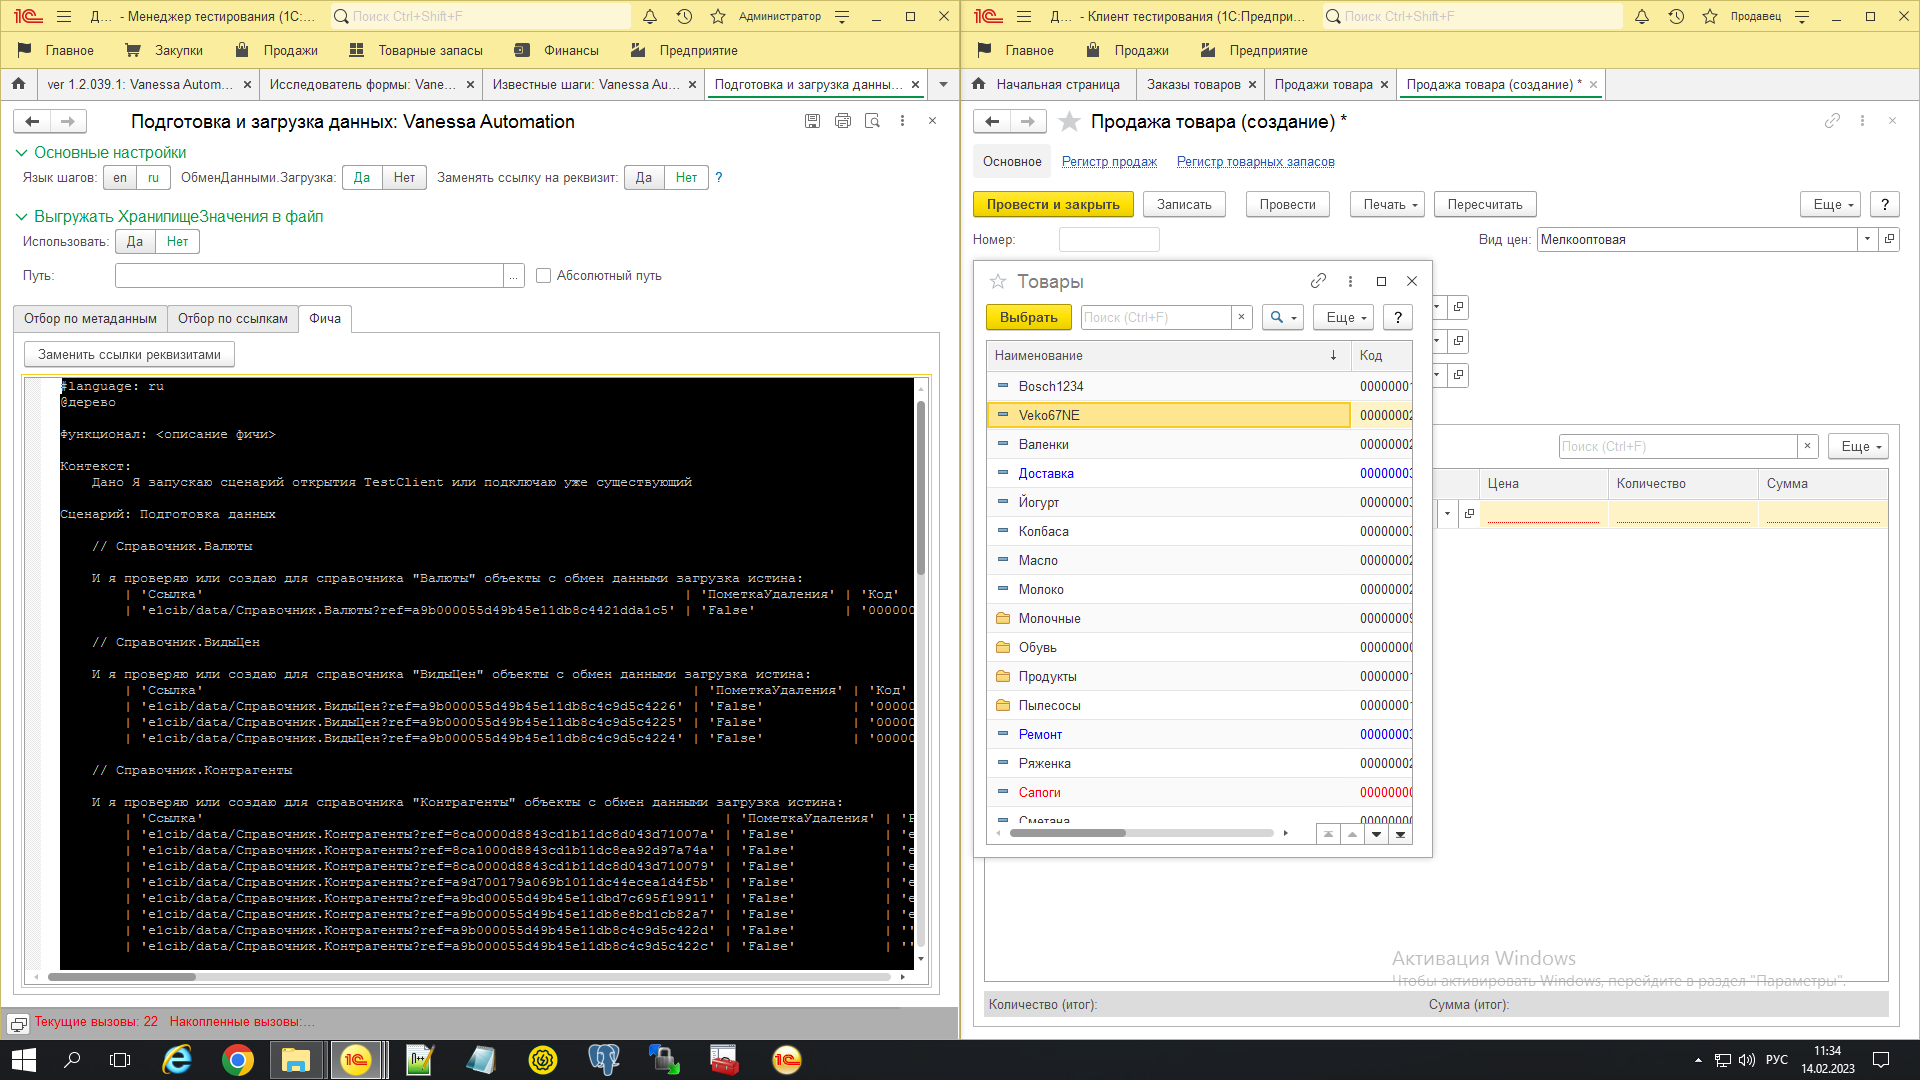 Д... - Менеджер тестирования (1С:...
Поиск Ctrl+Shift+F
Администратор
Главное
Закупки
Продажи
Товарные запасы
Финансы
Предприятие
ver 1.2.039.1: Vanessa Autom...
Исследователь формы: Vane...
Известные шаги: Vanessa Au...
Подготовка и загрузка данны...
Подготовка и загрузка данных: Vanessa Automation
Основные настройки
Язык шагов: en ru ОбменДанными.Загрузка: Да Нет Заменять ссылку на реквизит: Да Нет ?
Выгружать ХранилищеЗначения в файл
Использовать: Да Нет
Путь: ... Абсолютный путь
Отбор по метаданным Отбор по ссылкам Фича
Заменить ссылки реквизитами
#language: ru
@дерево
Функционал: <описание фичи>
Контекст:
Дано Я запускаю сценарий открытия TestClient или подключаю уже существующий
Сценарий: Подготовка данных
// Справочник.Валюты
И я проверяю или создаю для справочника "Валюты" объекты с обмен данными загрузка истина:
| 'Ссылка' | 'ПометкаУдаления' | 'Код'
| 'e1cib/data/Справочник.Валюты?ref=a9b000055d49b45e11db8c4421dda1c5' | 'False' | '000000
// Справочник.ВидыЦен
И я проверяю или создаю для справочника "ВидыЦен" объекты с обмен данными загрузка истина:
| 'Ссылка' | 'ПометкаУдаления' | 'Код'
| 'e1cib/data/Справочник.ВидыЦен?ref=a9b000055d49b45e11db8c4c9d5c4226' | 'False' | '00000
| 'e1cib/data/Справочник.ВидыЦен?ref=a9b000055d49b45e11db8c4c9d5c4225' | 'False' | '00000
| 'e1cib/data/Справочник.ВидыЦен?ref=a9b000055d49b45e11db8c4c9d5c4224' | 'False' | '00000
// Справочник.Контрагенты
И я проверяю или создаю для справочника "Контрагенты" объекты с обмен данными загрузка истина:
| 'Ссылка' | 'ПометкаУдаления' |
| 'e1cib/data/Справочник.Контрагенты?ref=8ca0000d8843cd1b11dc8d043d71007a' | 'False' | 'e
| 'e1cib/data/Справочник.Контрагенты?ref=8ca1000d8843cd1b11dc8ea92d97a74a' | 'False' | 'e
| 'e1cib/data/Справочник.Контрагенты?ref=8ca0000d8843cd1b11dc8d043d710079' | 'False' | 'e
| 'e1cib/data/Справочник.Контрагенты?ref=a9d700179a069b1011dc44ecea1d4f5b' | 'False' | 'e
| 'e1cib/data/Справочник.Контрагенты?ref=a9bd00055d49b45e11dbd7c695f19911' | 'False' | 'e
| 'e1cib/data/Справочник.Контрагенты?ref=a9b000055d49b45e11db8e8bd1cb82a7' | 'False' | 'e
| 'e1cib/data/Справочник.Контрагенты?ref=a9b000055d49b45e11db8c4c9d5c422d' | 'False' | ''
| 'e1cib/data/Справочник.Контрагенты?ref=a9b000055d49b45e11db8c4c9d5c422c' | 'False' | ''
Текущие вызовы: 22 Накопленные вызовы:...
Д... - Клиент тестирования (1С:Предпри...
Поиск Ctrl+Shift+F
Продавец
Главное
Продажи
Предприятие
Начальная страница
Заказы товаров
Продажи товара
Продажа товара (создание) *
Продажа товара (создание) *
Основное Регистр продаж Регистр товарных запасов
Провести и закрыть Записать Провести Печать Пересчитать Еще ?
Номер: Вид цен: Мелкооптовая
Товары
Выбрать Поиск (Ctrl+F) Еще ?
Наименование Код
Bosch1234 00000001
Veko67NE 00000002
Валенки 00000002
Доставка 00000003
Йогурт 00000003
Колбаса 00000003
Масло 00000002
Молоко 00000002
Молочные 00000009
Обувь 00000000
Продукты 00000001
Пылесосы 00000001
Ремонт 00000003
Ряженка 00000002
Сапоги 00000000
Сметана
Поиск (Ctrl+F) Еще
Цена Количество Сумма
Активация Windows
Чтобы активировать Windows, перейдите в раздел "Параметры".
Количество (итог): Сумма (итог):
РУС
11:34
14.02.2023